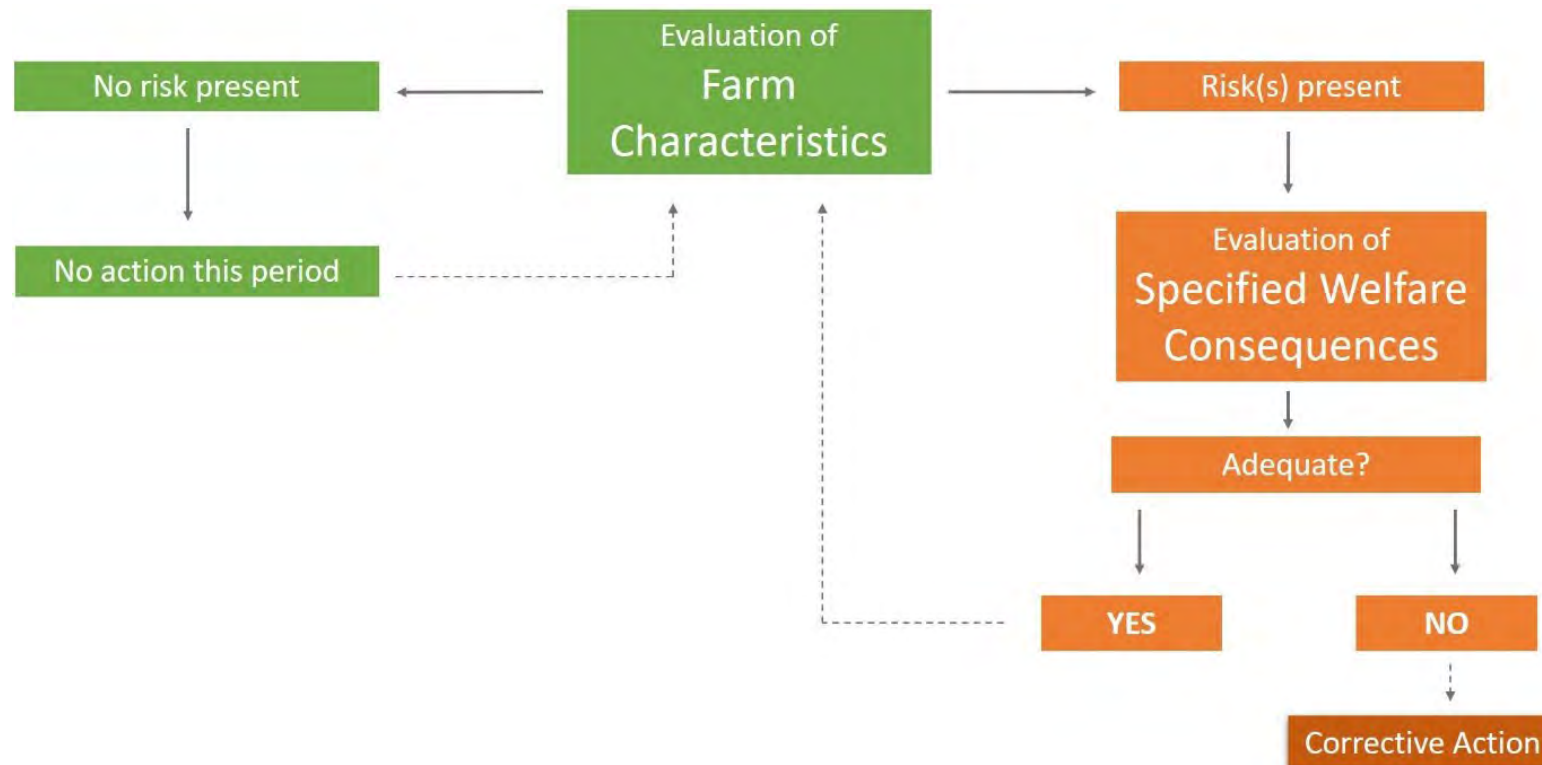 Evaluation of
Farm
Characteristics
No risk present
Risk(s) present
No action this period
Evaluation of
Specified Welfare
Consequences
Adequate?
YES
NO
Corrective Action